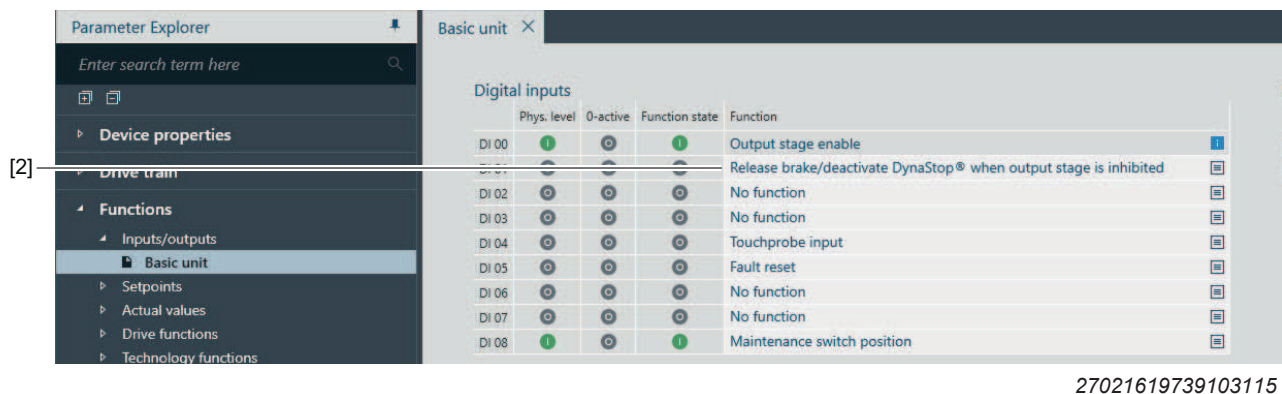 Parameter Explorer
Basic unit
Enter search term here
Digital inputs
Phys. level 0-active Function state Function
Device properties
DI 00 Output stage enable
[2]
Release brake/deactivate DynaStop® when output stage is inhibited
Drive train
DI 02 No function
Functions
DI 03 No function
Inputs/outputs
DI 04 Touchprobe input
Basic unit
DI 05 Fault reset
Setpoints
DI 06 No function
Actual values
DI 07 No function
Drive functions
DI 08 Maintenance switch position
Technology functions
27021619739103115